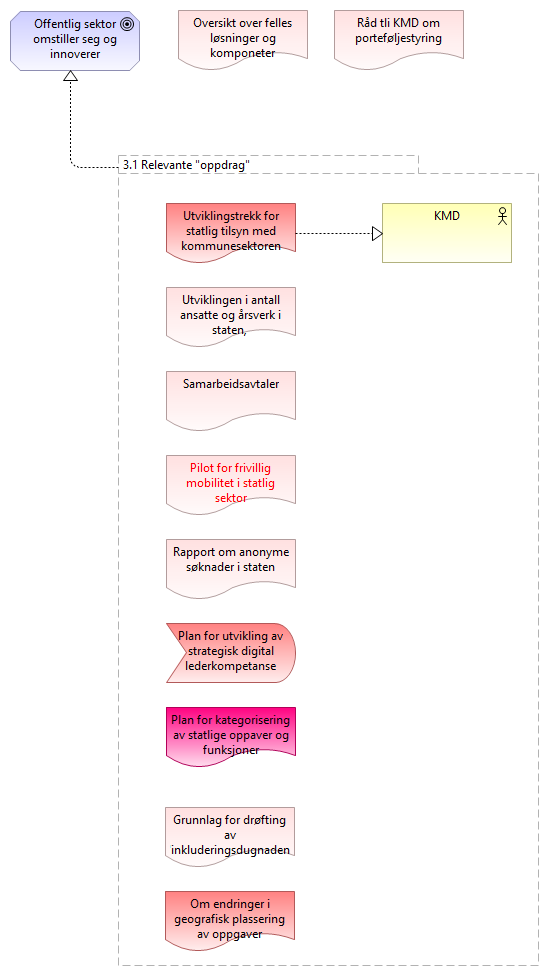 Offentlig sektor
omstiller seg og
innoverer
Oversikt over felles
løsninger og
komponeter
Råd tli KMD om
porteføljestyring
3.1 Relevante "oppdrag"
Utviklingstrekk for
statlig tilsyn med
kommunesektoren
KMD
Utviklingen i antall
ansatte og årsverk i
staten,
Samarbeidsavtaler
Pilot for frivillig
mobilitet i statlig
sektor
Rapport om anonyme
søknader i staten
Plan for utvikling av
strategisk digital
lederkompetanse
Plan for kategorisering
av statlige oppaver og
funksjoner
Grunnlag for drøfting
av
inkluderingsdugnaden
Om endringer i
geografisk plassering
av oppgaver